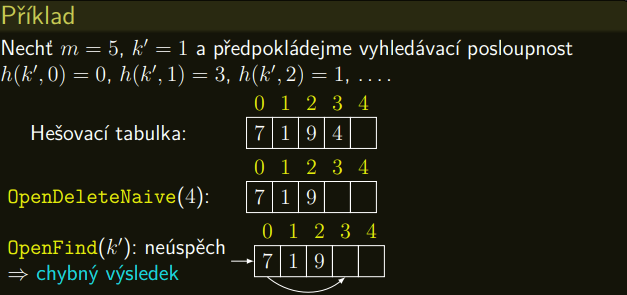 Příklad
Nechť m = 5, k′ = 1 a předpokládejme vyhledávací posloupnost
h(k′, 0) = 0, h(k′, 1) = 3, h(k′, 2) = 1, ....
0 1 2 3 4
Hešovací tabulka: 7 1 9 4
0 1 2 3 4
OpenDeleteNaive(4): 7 1 9
0 1 2 3 4
OpenFind(k′): neúspěch
7 1 9
⇒ chybný výsledek